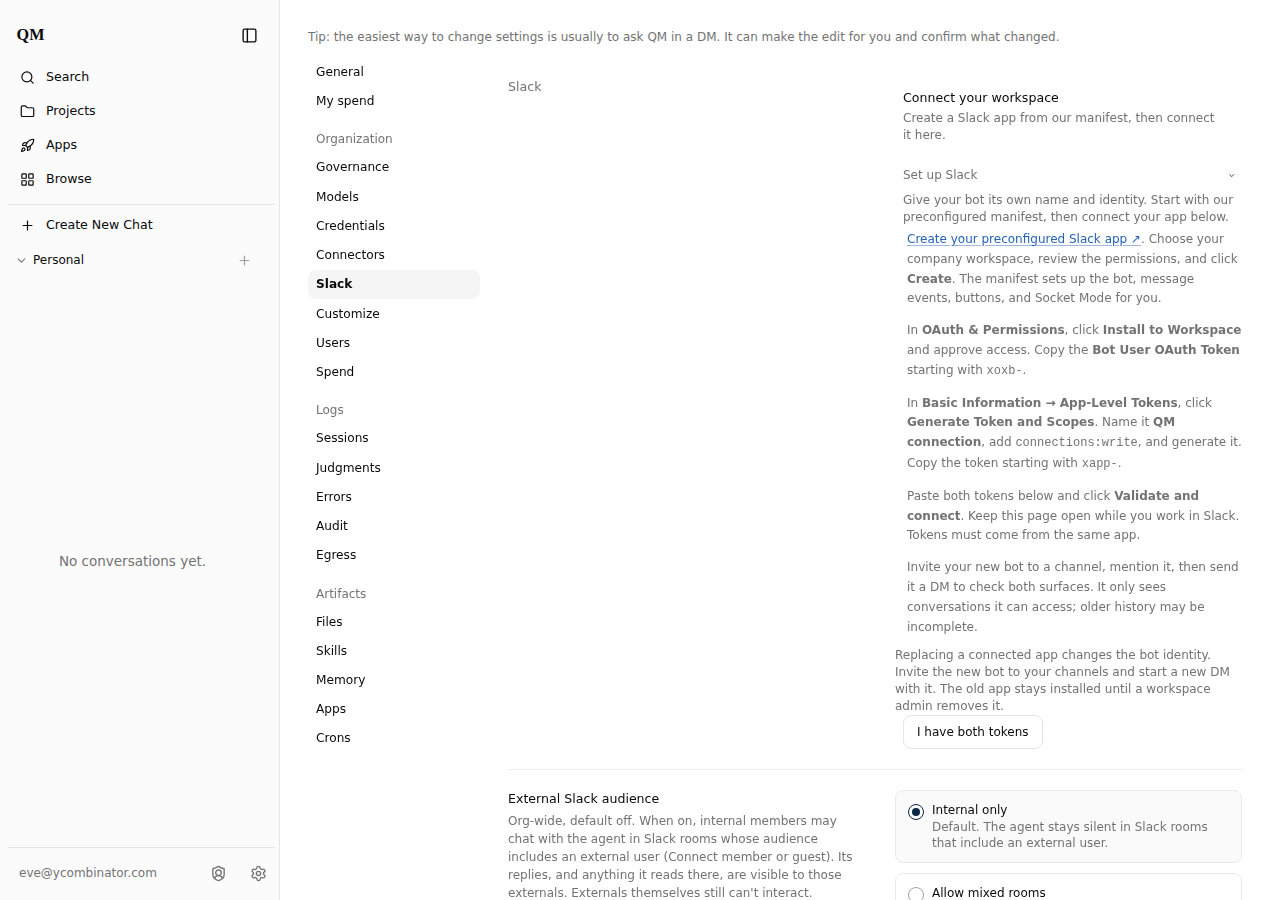 QM
Search
Projects
Apps
Browse
Create New Chat
Personal
No conversations yet.
eve@ycombinator.com
Tip: the easiest way to change settings is usually to ask QM in a DM. It can make the edit for you and confirm what changed.
General
My spend
Organization
Governance
Models
Credentials
Connectors
Slack
Customize
Users
Spend
Logs
Sessions
Judgments
Errors
Audit
Egress
Artifacts
Files
Skills
Memory
Apps
Crons
Slack
Connect your workspace
Create a Slack app from our manifest, then connect
it here.
Set up Slack
Give your bot its own name and identity. Start with our
preconfigured manifest, then connect your app below.
Create your preconfigured Slack app ↗. Choose your
company workspace, review the permissions, and click
Create. The manifest sets up the bot, message
events, buttons, and Socket Mode for you.
In OAuth & Permissions, click Install to Workspace
and approve access. Copy the Bot User OAuth Token
starting with xoxb-.
In Basic Information → App-Level Tokens, click
Generate Token and Scopes. Name it QM
connection, add connections:write, and generate it.
Copy the token starting with xapp-.
Paste both tokens below and click Validate and
connect. Keep this page open while you work in Slack.
Tokens must come from the same app.
Invite your new bot to a channel, mention it, then send
it a DM to check both surfaces. It only sees
conversations it can access; older history may be
incomplete.
Replacing a connected app changes the bot identity.
Invite the new bot to your channels and start a new DM
with it. The old app stays installed until a workspace
admin removes it.
I have both tokens
External Slack audience
Org-wide, default off. When on, internal members may
chat with the agent in Slack rooms whose audience
includes an external user (Connect member or guest). Its
replies, and anything it reads there, are visible to those
externals. Externals themselves still can't interact.
Internal only
Default. The agent stays silent in Slack rooms
that include an external user.
Allow mixed rooms